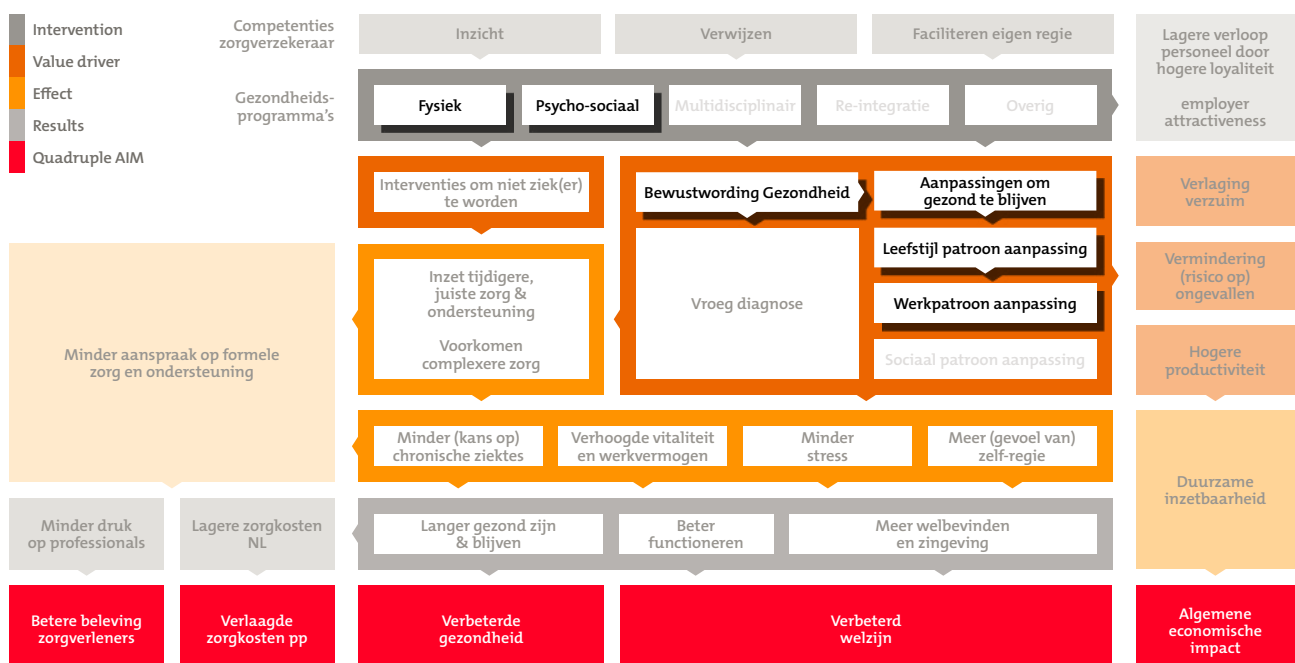 Intervention
Value driver
Effect
Results
Quadruple AIM
Competenties
zorgverzekeraar
Inzicht
Verwijzen
Faciliteren eigen regie
Gezondheids-
programma's
Fysiek
Psycho-sociaal
Multidisciplinair
Re-integratie
Overig
Lagere verloop
personeel door
hogere loyaliteit
employer
attractiveness
Interventies om niet ziek(er)
te worden
Bewustwording Gezondheid
Aanpassingen om
gezond te blijven
Verlaging
verzuim
Inzet tijdigere,
juiste zorg &
ondersteuning
Voorkomen
complexere zorg
Vroeg diagnose
Leefstijl patroon aanpassing
Werkpatroon aanpassing
Sociaal patroon aanpassing
Vermindering
(risico op)
ongevallen
Hogere
productiviteit
Minder aanspraak op formele
zorg en ondersteuning
Minder (kans op)
chronische ziektes
Verhoogde vitaliteit
en werkvermogen
Minder
stress
Meer (gevoel van)
zelf-regie
Duurzame
inzetbaarheid
Minder druk
op professionals
Lagere zorgkosten
NL
Langer gezond zijn
& blijven
Beter
functioneren
Meer welbevinden
en zingeving
Betere beleving
zorgverleners
Verlaagde
zorgkosten pp
Verbeterde
gezondheid
Verbeterd
welzijn
Algemene
economische
impact